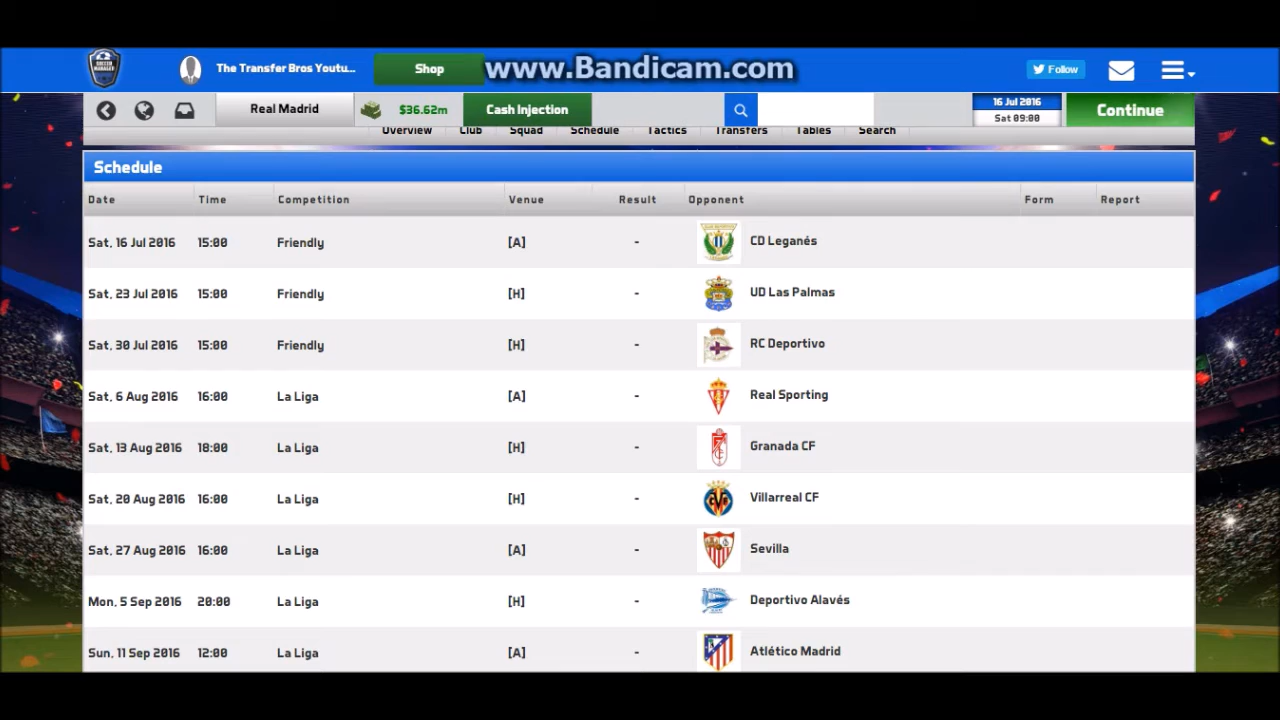 www.Bandicam.com
The Transfer Bros Youtu...
Shop
Follow
Real Madrid
$36.62m
Cash Injection
16 Jul 2016
Sat 09:00
Continue
Overview Club Squad Schedule Tactics Transfers Tables Search
Schedule
Date Time Competition Venue Result Opponent Form Report
Sat, 16 Jul 2016 15:00 Friendly [A] - CD Leganés
Sat, 23 Jul 2016 15:00 Friendly [H] - UD Las Palmas
Sat, 30 Jul 2016 15:00 Friendly [H] - RC Deportivo
Sat, 6 Aug 2016 16:00 La Liga [A] - Real Sporting
Sat, 13 Aug 2016 18:00 La Liga [H] - Granada CF
Sat, 20 Aug 2016 16:00 La Liga [H] - Villarreal CF
Sat, 27 Aug 2016 16:00 La Liga [A] - Sevilla
Mon, 5 Sep 2016 20:00 La Liga [H] - Deportivo Alavés
Sun, 11 Sep 2016 12:00 La Liga [A] - Atlético Madrid